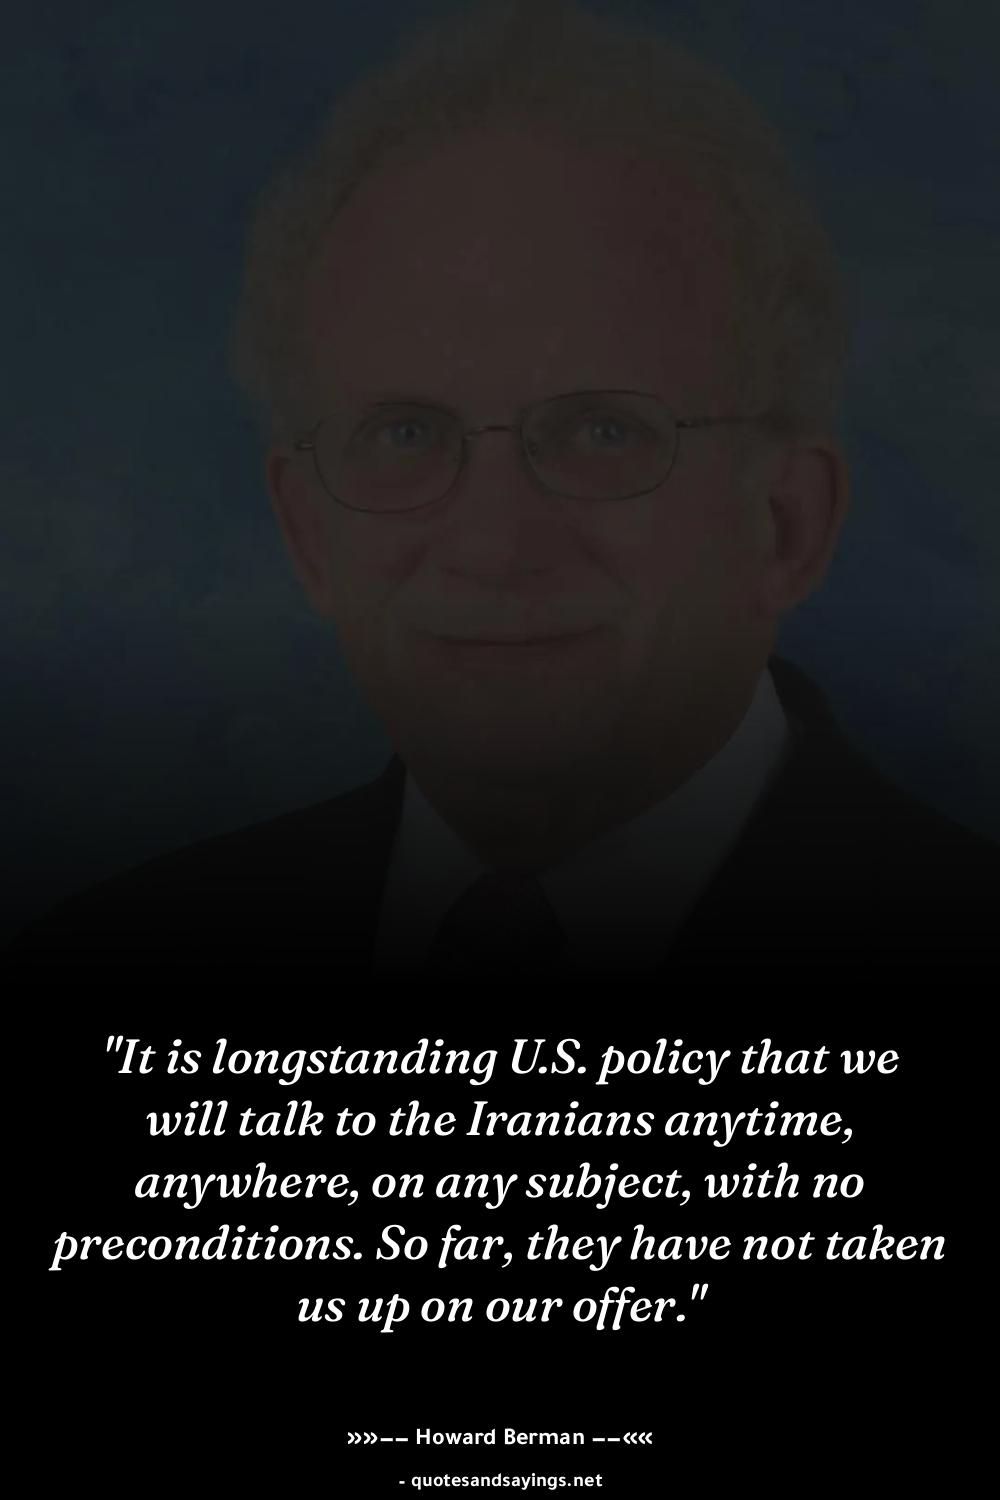 "It is longstanding U.S. policy that we
will talk to the Iranians anytime,
anywhere, on any subject, with no
preconditions. So far, they have not taken
us up on our offer."
»»−− Howard Berman −−««
- quotesandsayings.net